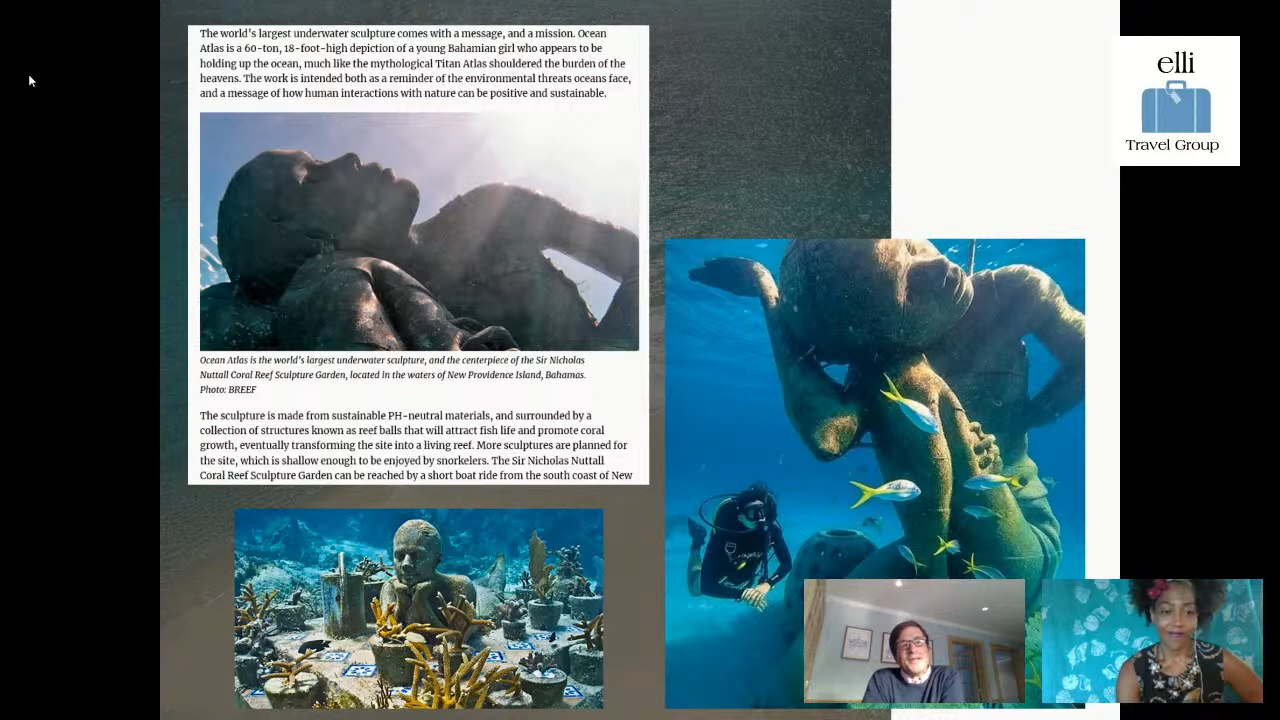 The world's largest underwater sculpture comes with a message, and a mission. Ocean
Atlas is a 60-ton, 18-foot-high depiction of a young Bahamian girl who appears to be
holding up the ocean, much like the mythological Titan Atlas shouldered the burden of the
heavens. The work is intended both as a reminder of the environmental threats oceans face,
and a message of how human interactions with nature can be positive and sustainable.
Ocean Atlas is the world's largest underwater sculpture, and the centerpiece of the Sir Nicholas
Nuttall Coral Reef Sculpture Garden, located in the waters of New Providence Island, Bahamas.
Photo: BREEF
The sculpture is made from sustainable PH-neutral materials, and surrounded by a
collection of structures known as reef balls that will attract fish life and promote coral
growth, eventually transforming the site into a living reef. More sculptures are planned for
the site, which is shallow enough to be enjoyed by snorkelers. The Sir Nicholas Nuttall
Coral Reef Sculpture Garden can be reached by a short boat ride from the south coast of New
elli
Travel Group